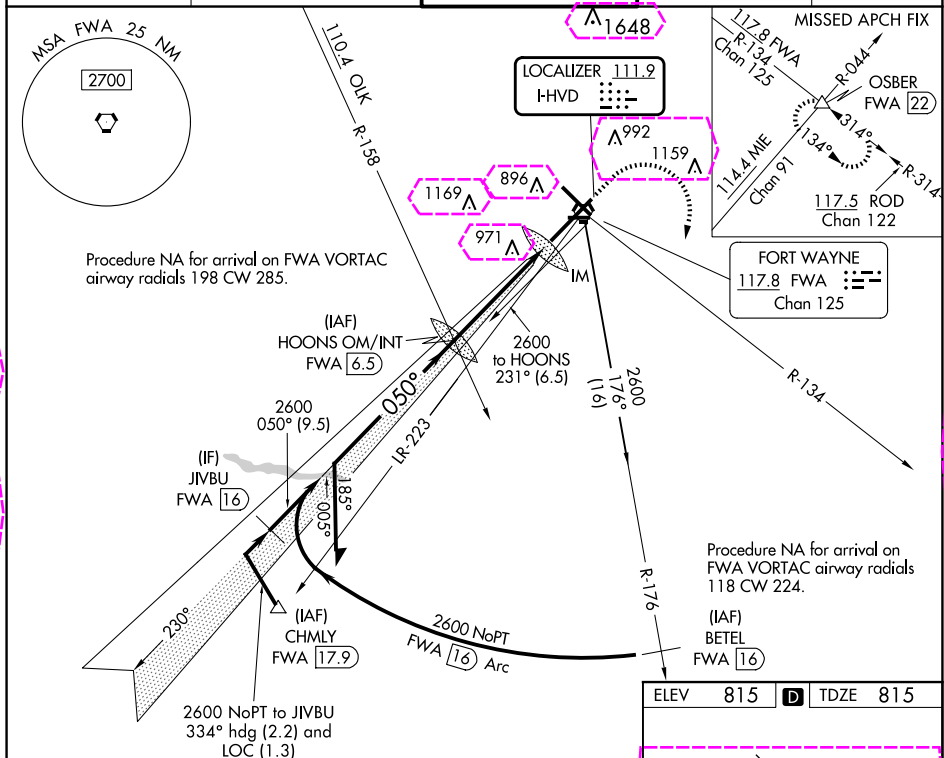 MSA FWA 25 NM
2700
110.4 OLK
R-158
1648
LOCALIZER 111.9
I-HVD
992
1159
896
1169
971
IM
117.8 FWA
R-134
Chan 125
MISSED APCH FIX
R-044
OSBER
FWA 22
314°
134°
R-314
114.4 MIE
Chan 91
117.5 ROD
Chan 122
FORT WAYNE
117.8 FWA
Chan 125
Procedure NA for arrival on FWA VORTAC
airway radials 198 CW 285.
(IAF)
HOONS OM/INT
FWA 6.5
2600
to HOONS
231° (6.5)
2600
176°
(16)
R-134
050°
LR-223
2600
050° (9.5)
(IF)
JIVBU
FWA 16
185°
005°
230°
(IAF)
CHMLY
FWA 17.9
2600 NoPT to JIVBU
334° hdg (2.2) and
LOC (1.3)
2600 NoPT
FWA 16 Arc
R-176
Procedure NA for arrival on
FWA VORTAC airway radials
118 CW 224.
(IAF)
BETEL
FWA 16
ELEV 815 D TDZE 815